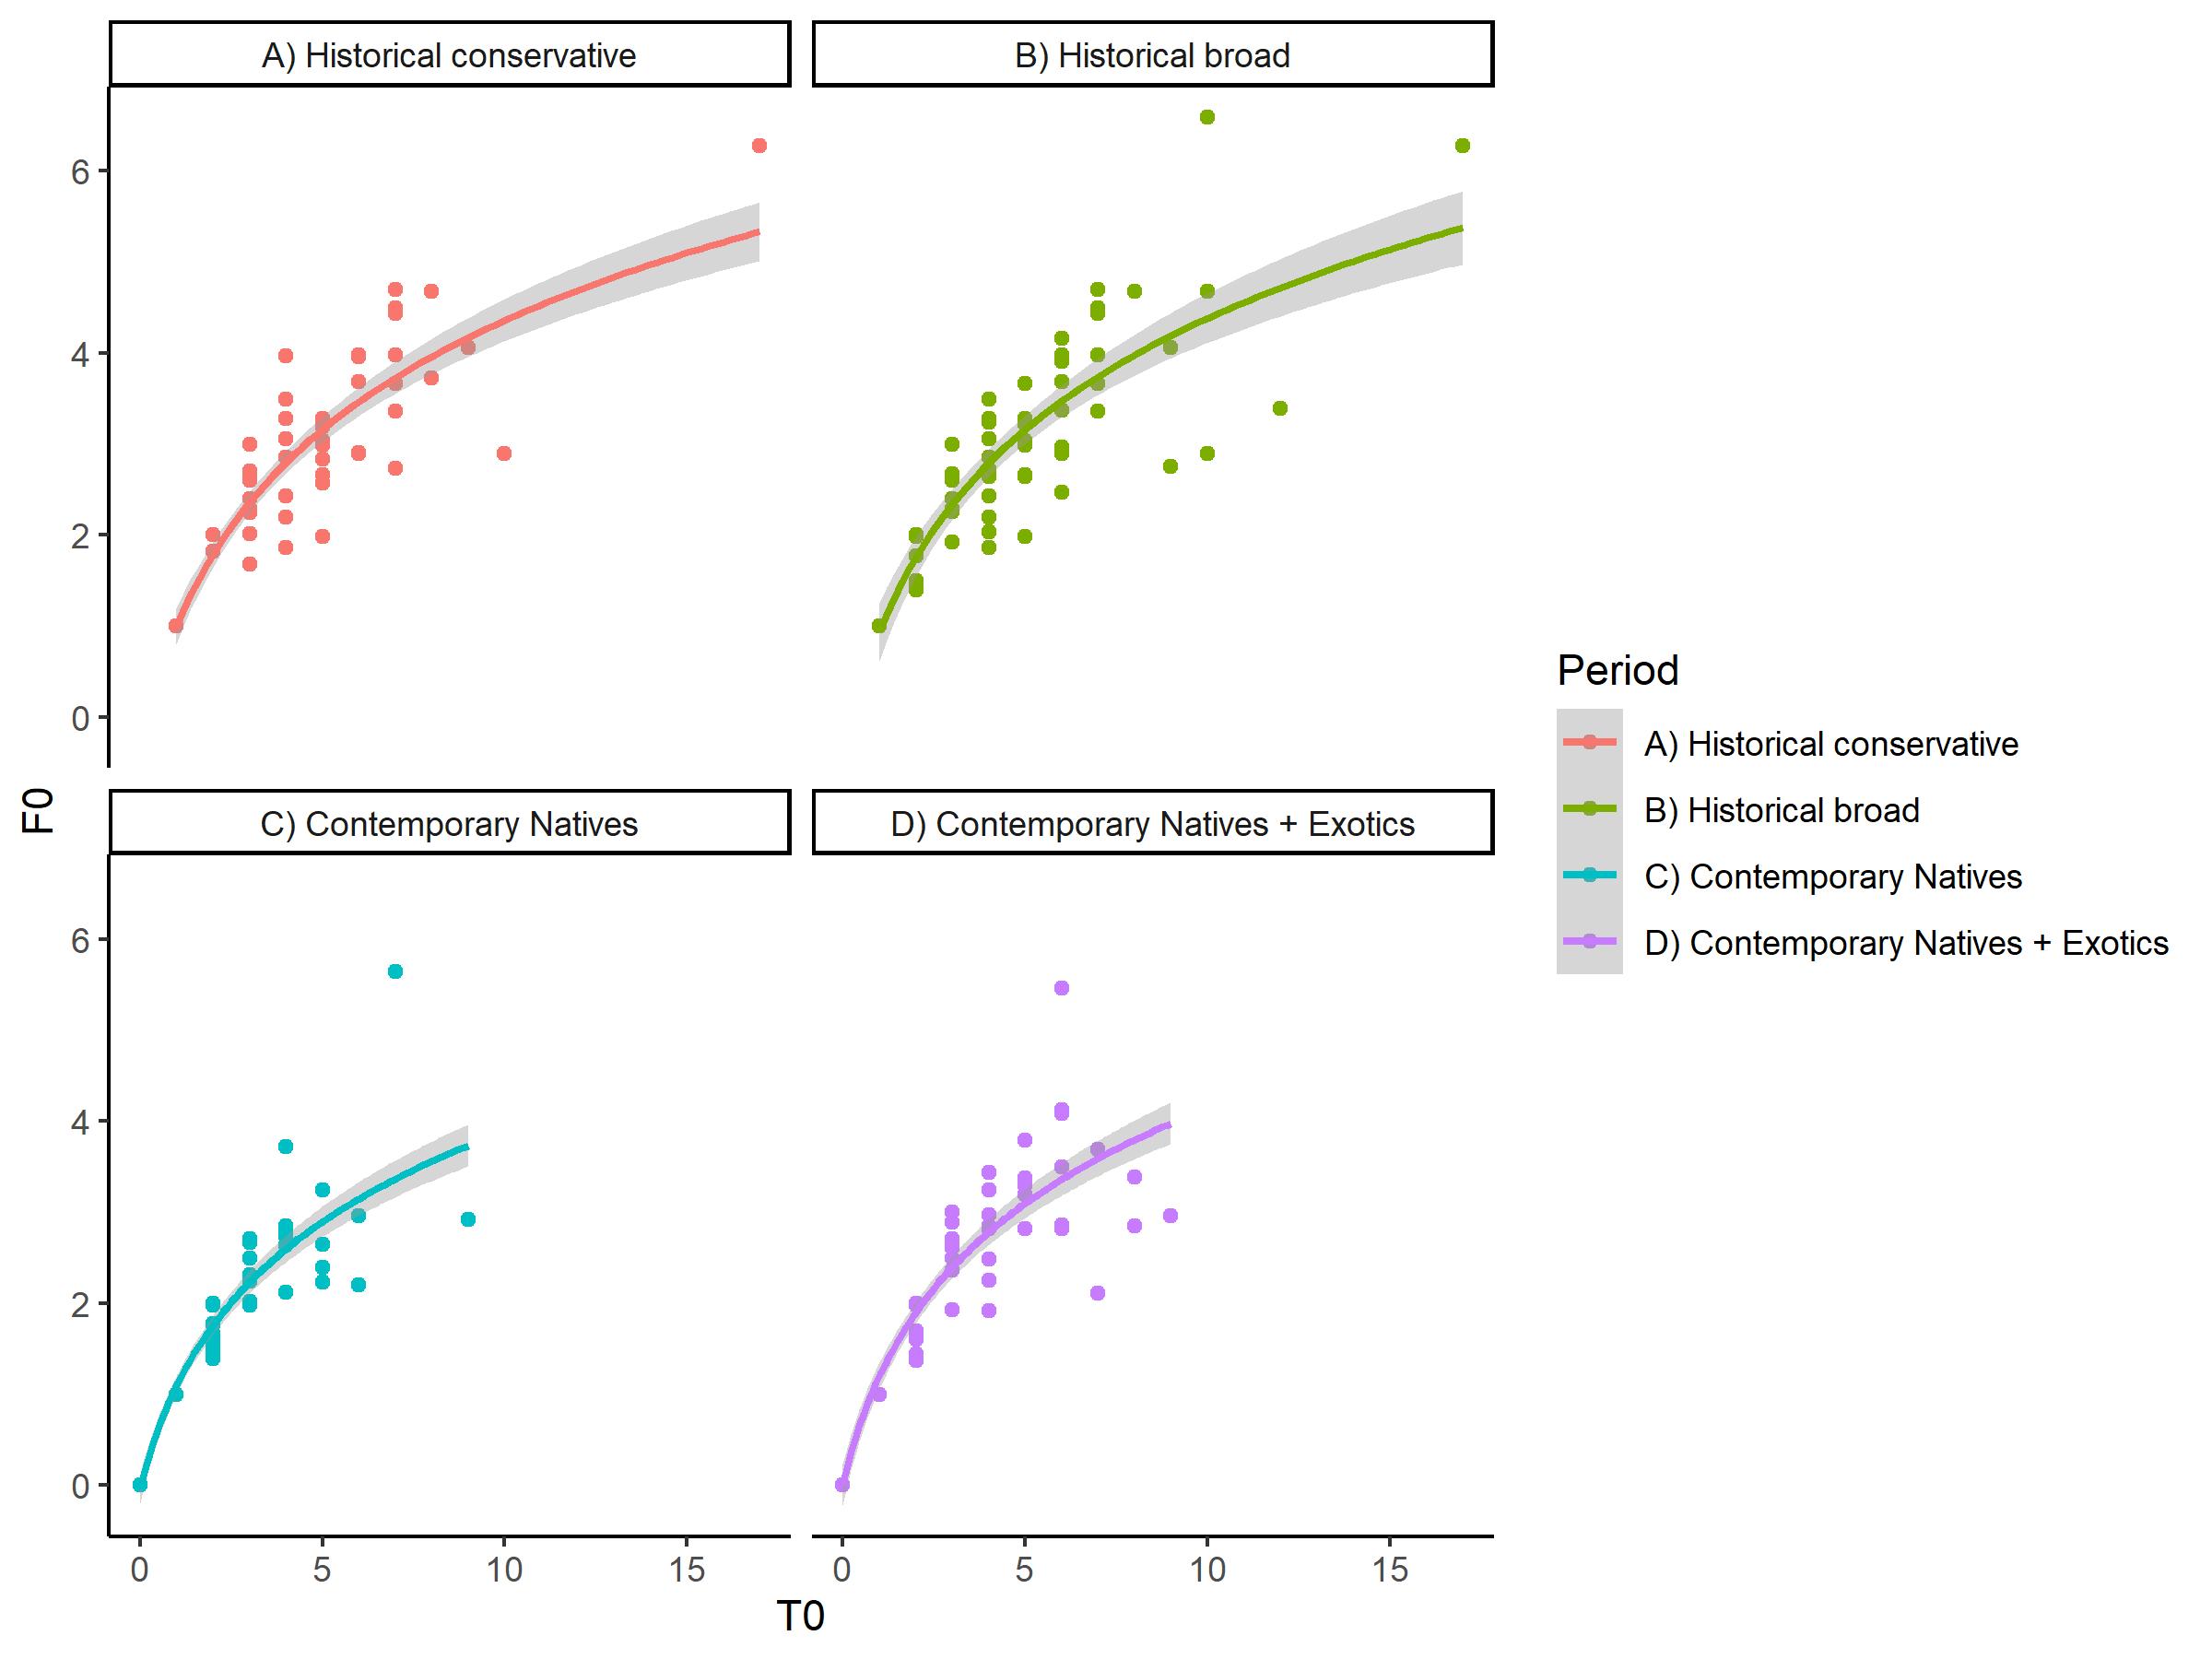 A) Historical conservative
B) Historical broad
6
4
2
0
F0
C) Contemporary Natives
D) Contemporary Natives + Exotics
6
4
2
0
0 5 10 15
0 5 10 15
T0
Period
A) Historical conservative
B) Historical broad
C) Contemporary Natives
D) Contemporary Natives + Exotics